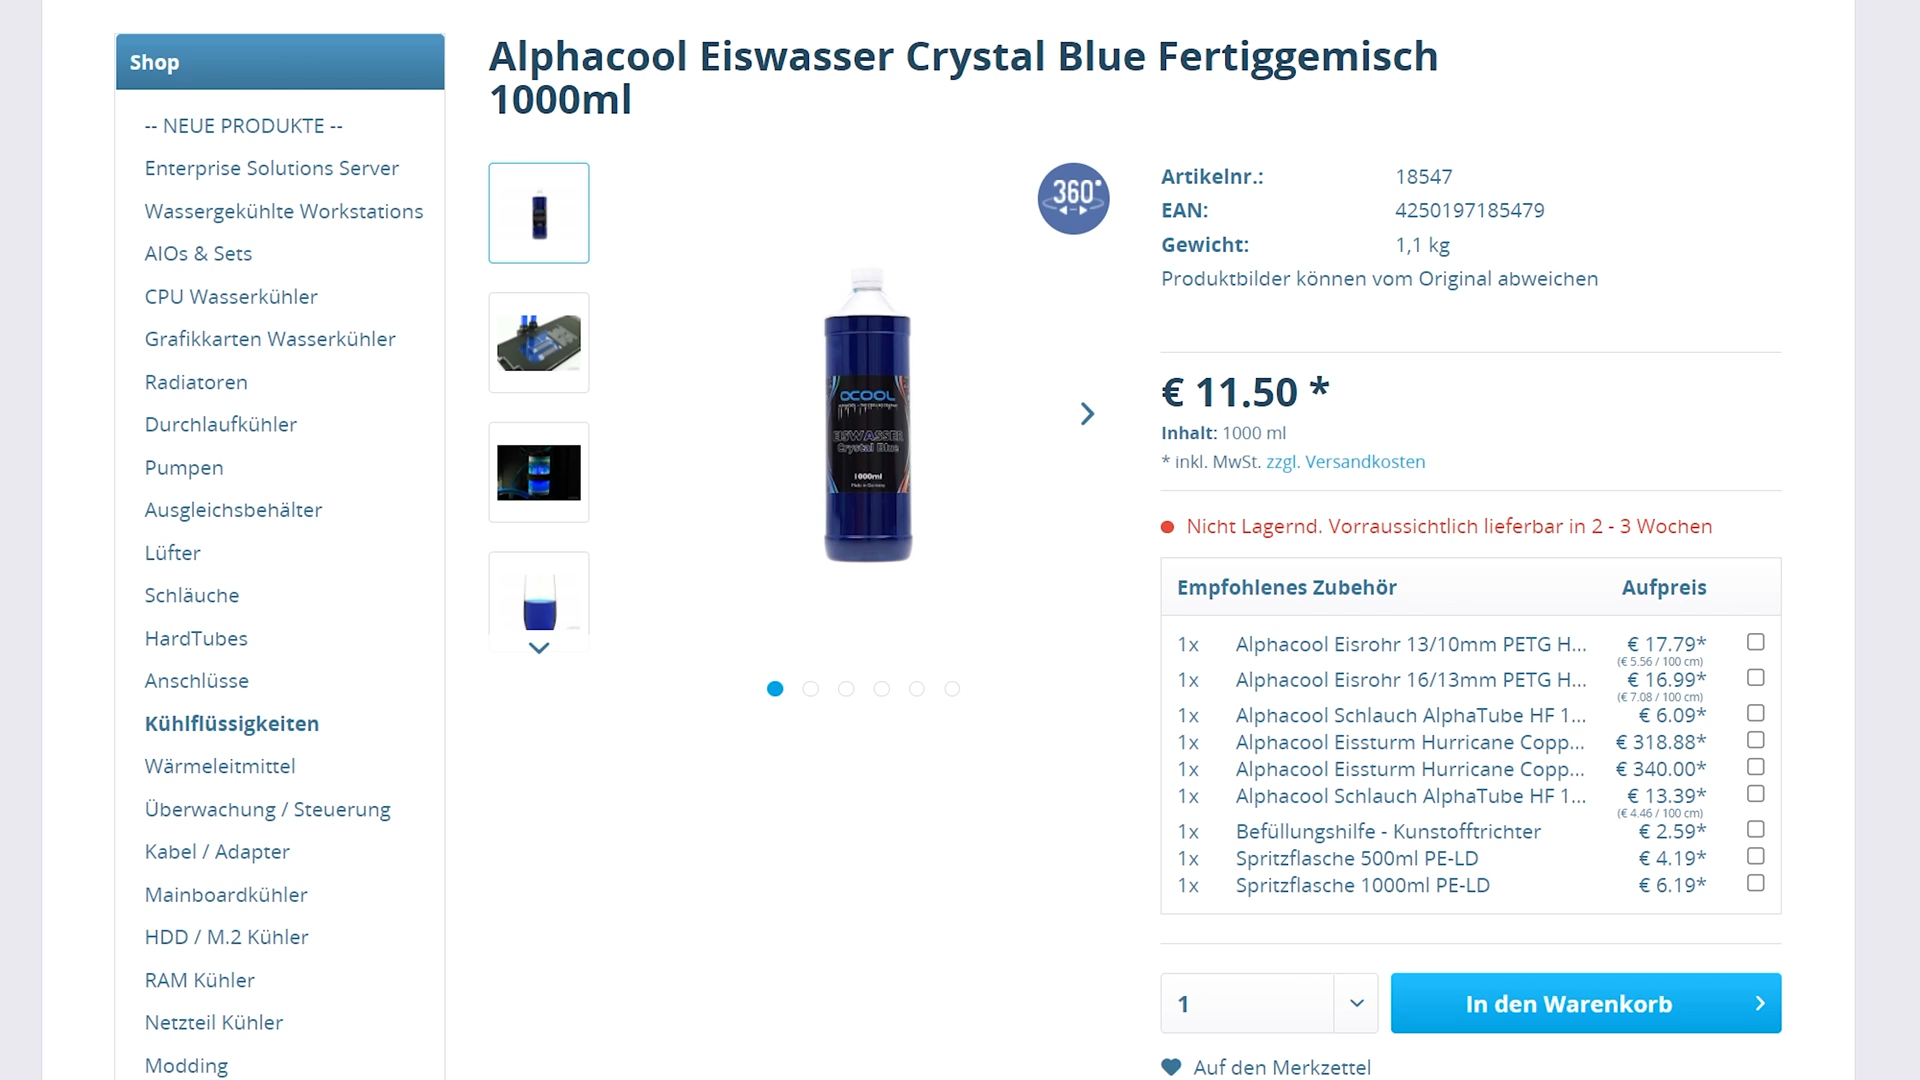 Shop
-- NEUE PRODUKTE --
Enterprise Solutions Server
Wassergekühlte Workstations
AIOs & Sets
CPU Wasserkühler
Grafikkarten Wasserkühler
Radiatoren
Durchlaufkühler
Pumpen
Ausgleichsbehälter
Lüfter
Schläuche
HardTubes
Anschlüsse
Kühlflüssigkeiten
Wärmeleitmittel
Überwachung / Steuerung
Kabel / Adapter
Mainboardkühler
HDD / M.2 Kühler
RAM Kühler
Netzteil Kühler
Modding
Alphacool Eiswasser Crystal Blue Fertiggemisch
1000ml
360°
OCOOL
EISWASSER
Crystal Blue
1000ml
Made in Germany
Artikelnr.: 18547
EAN: 4250197185479
Gewicht: 1,1 kg
Produktbilder können vom Original abweichen
€ 11.50 *
Inhalt: 1000 ml
* inkl. MwSt. zzgl. Versandkosten
Nicht Lagernd. Vorraussichtlich lieferbar in 2 - 3 Wochen
Empfohlenes Zubehör Aufpreis
1x Alphacool Eisrohr 13/10mm PETG H... € 17.79*
(€ 5.56 / 100 cm)
1x Alphacool Eisrohr 16/13mm PETG H... € 16.99*
(€ 7.08 / 100 cm)
1x Alphacool Schlauch AlphaTube HF 1... € 6.09*
1x Alphacool Eissturm Hurricane Copp... € 318.88*
1x Alphacool Eissturm Hurricane Copp... € 340.00*
1x Alphacool Schlauch AlphaTube HF 1... € 13.39*
(€ 4.46 / 100 cm)
1x Befüllungshilfe - Kunstofftrichter € 2.59*
1x Spritzflasche 500ml PE-LD € 4.19*
1x Spritzflasche 1000ml PE-LD € 6.19*
1
In den Warenkorb
Auf den Merkzettel